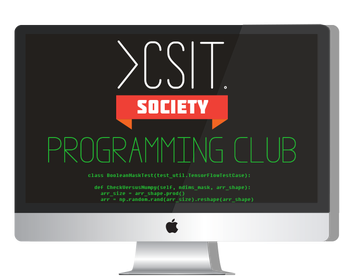 >CSIT.
SOCIETY
PROGRAMMING CLUB
class BooleanMaskTest(test_util.TensorFlowTestCase):
def CheckVersusNumpy(self, ndims_mask, arr_shape):
arr_size = arr_shape.prod()
arr = np.random.rand(arr_size).reshape(arr_shape)